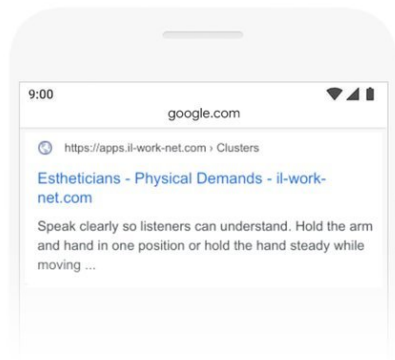 9:00
google.com
https://apps.il-work-net.com › Clusters
Estheticians - Physical Demands - il-work-
net.com
Speak clearly so listeners can understand. Hold the arm
and hand in one position or hold the hand steady while
moving ...